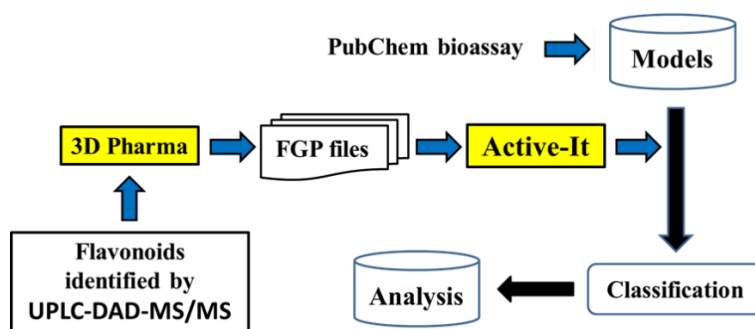 PubChem bioassay
Models
3D Pharma
FGP files
Active-It
Flavonoids
identified by
UPLC-DAD-MS/MS
Analysis
Classification